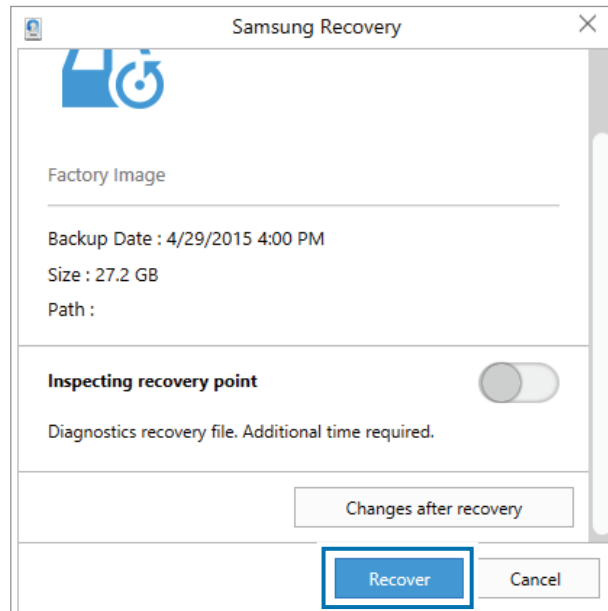 Samsung Recovery
Factory Image
Backup Date : 4/29/2015 4:00 PM
Size : 27.2 GB
Path :
Inspecting recovery point
Diagnostics recovery file. Additional time required.
Changes after recovery
Recover
Cancel